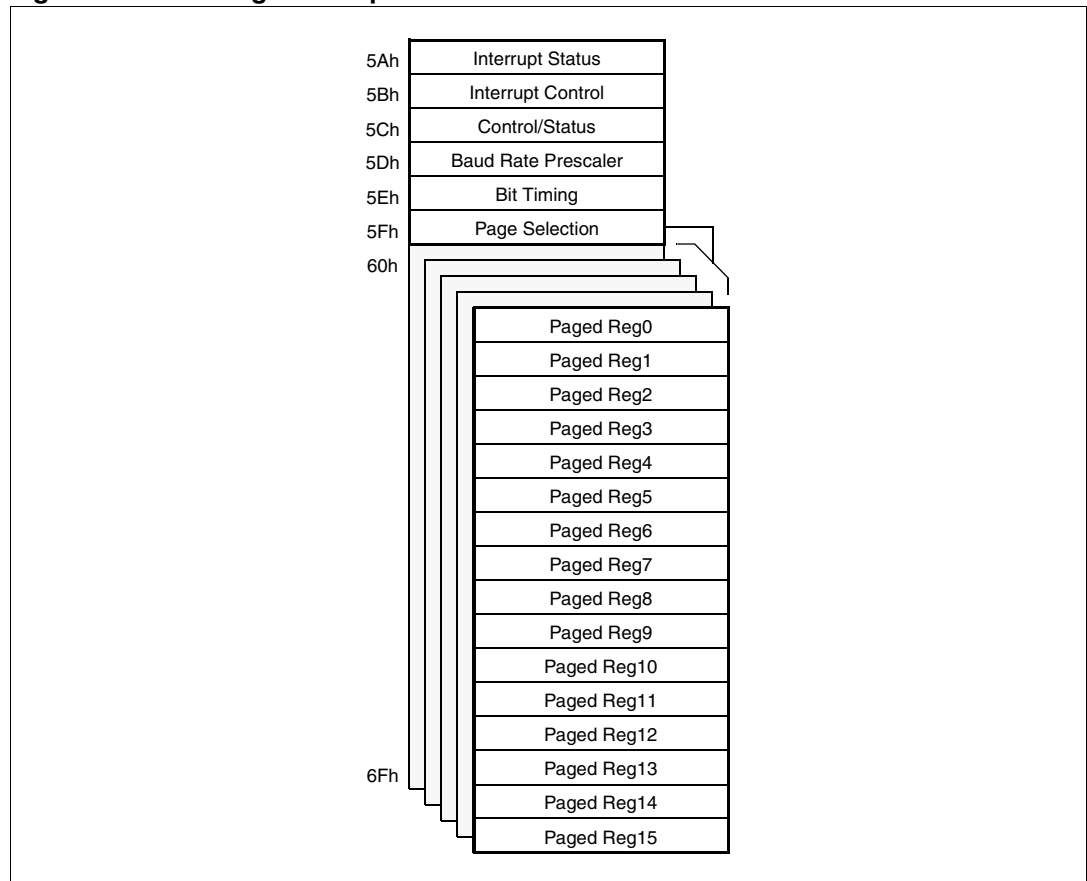 5Ah Interrupt Status
5Bh Interrupt Control
5Ch Control/Status
5Dh Baud Rate Prescaler
5Eh Bit Timing
5Fh Page Selection
60h
Paged Reg0
Paged Reg1
Paged Reg2
Paged Reg3
Paged Reg4
Paged Reg5
Paged Reg6
Paged Reg7
Paged Reg8
Paged Reg9
Paged Reg10
Paged Reg11
Paged Reg12
6Fh Paged Reg13
Paged Reg14
Paged Reg15